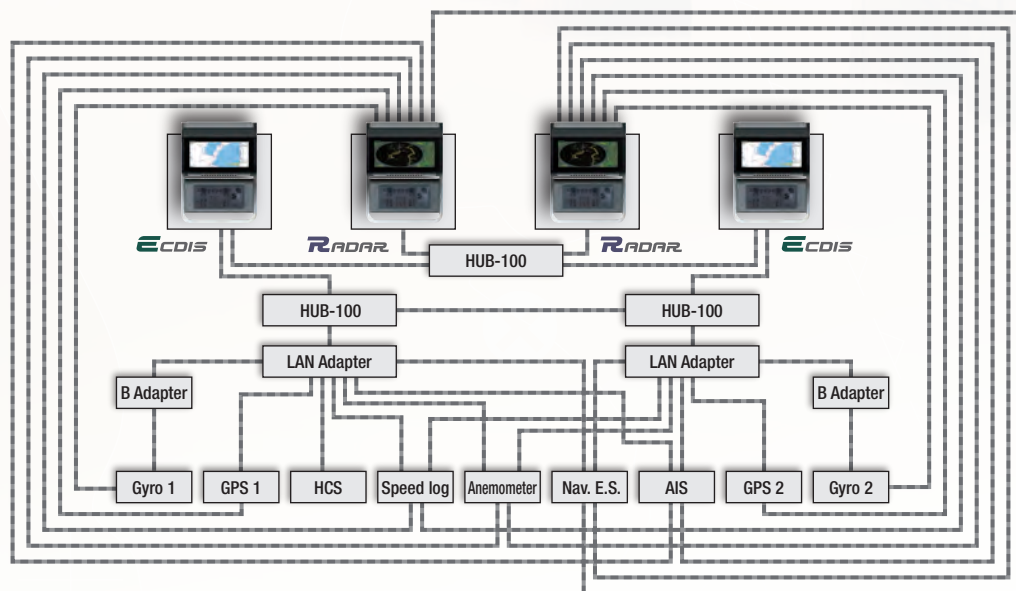 ECDIS
RADAR
RADAR
ECDIS
HUB-100
HUB-100
HUB-100
LAN Adapter
LAN Adapter
B Adapter
B Adapter
Gyro 1
GPS 1
HCS
Speed log
Anemometer
Nav. E.S.
AIS
GPS 2
Gyro 2